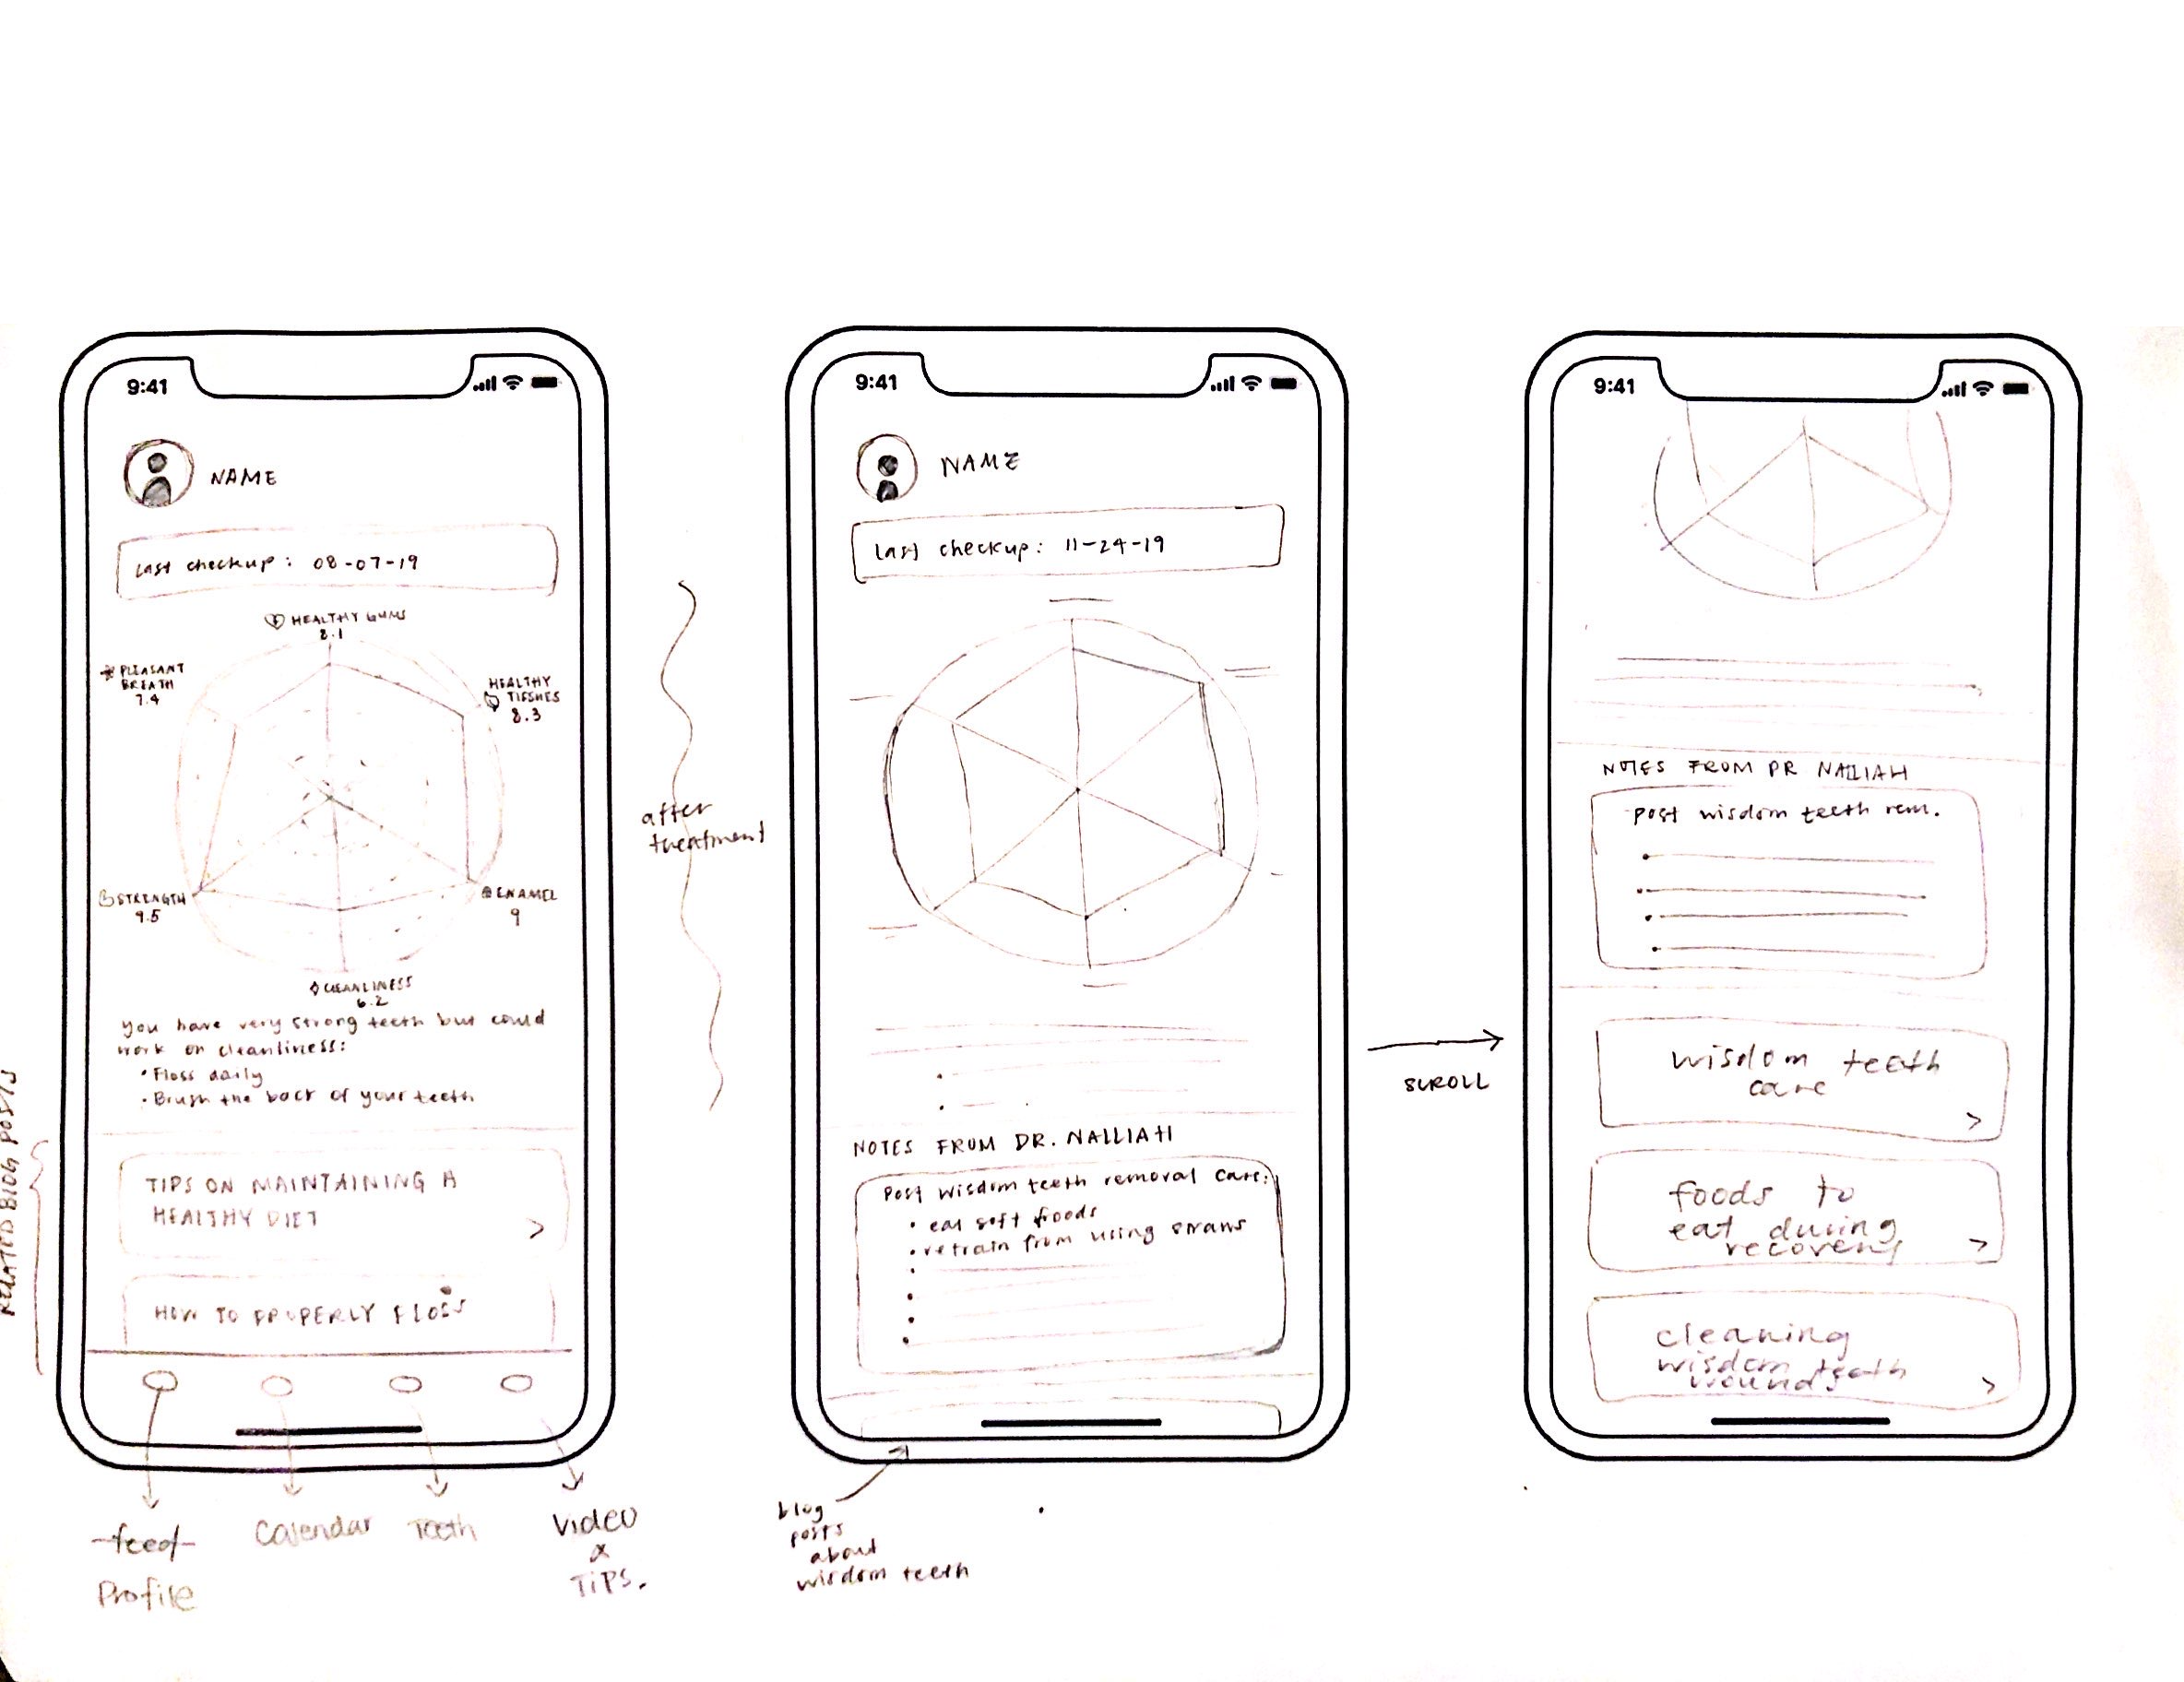 9:41
NAME
Last checkup: 08-07-19
HEALTHY GUMS
8.1
PLEASANT
BREATH
7.4
HEALTHY
TISSUES
8.3
STRENGTH
9.5
ENAMEL
9
CLEANLINESS
6.2
you have very strong teeth but could
work on cleanliness:
• Floss daily
• Brush the back of your teeth
RELATED BLOG POSTS
TIPS ON MAINTAINING A
HEALTHY DIET
>
HOW TO PROPERLY FLOSS
feed
Profile
Calendar
Teeth
Video
&
TIPS.
after
treatment
9:41
NAME
Last checkup: 11-24-19
NOTES FROM DR. NALLIAH
Post wisdom teeth removal care:
• eat soft foods
• refrain from using straws
blog
posts
about
wisdom teeth
SCROLL
9:41
NOTES FROM DR NALLIAH
Post wisdom teeth rem.
wisdom teeth
care
>
foods to
eat during
recovery
>
cleaning
wisdom teeth
wounds
>